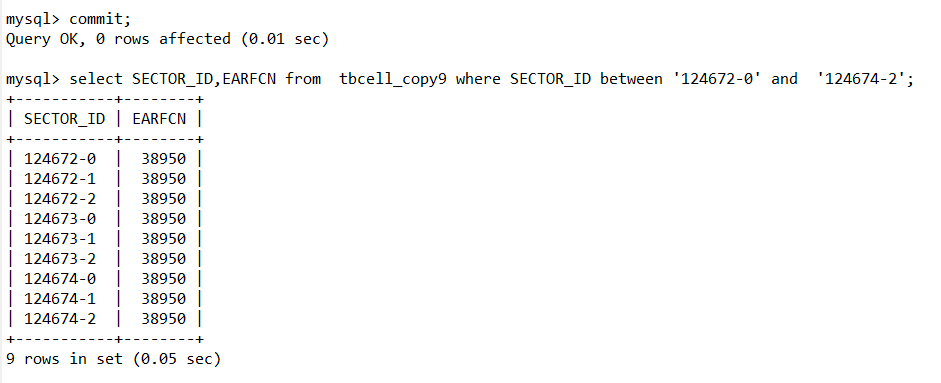 mysql> commit;
Query OK, 0 rows affected (0.01 sec)

mysql> select SECTOR_ID,EARFCN from  tbcell_copy9 where SECTOR_ID between '124672-0' and  '124674-2';
+-----------+--------+
| SECTOR_ID | EARFCN |
+-----------+--------+
| 124672-0  |  38950 |
| 124672-1  |  38950 |
| 124672-2  |  38950 |
| 124673-0  |  38950 |
| 124673-1  |  38950 |
| 124673-2  |  38950 |
| 124674-0  |  38950 |
| 124674-1  |  38950 |
| 124674-2  |  38950 |
+-----------+--------+
9 rows in set (0.05 sec)